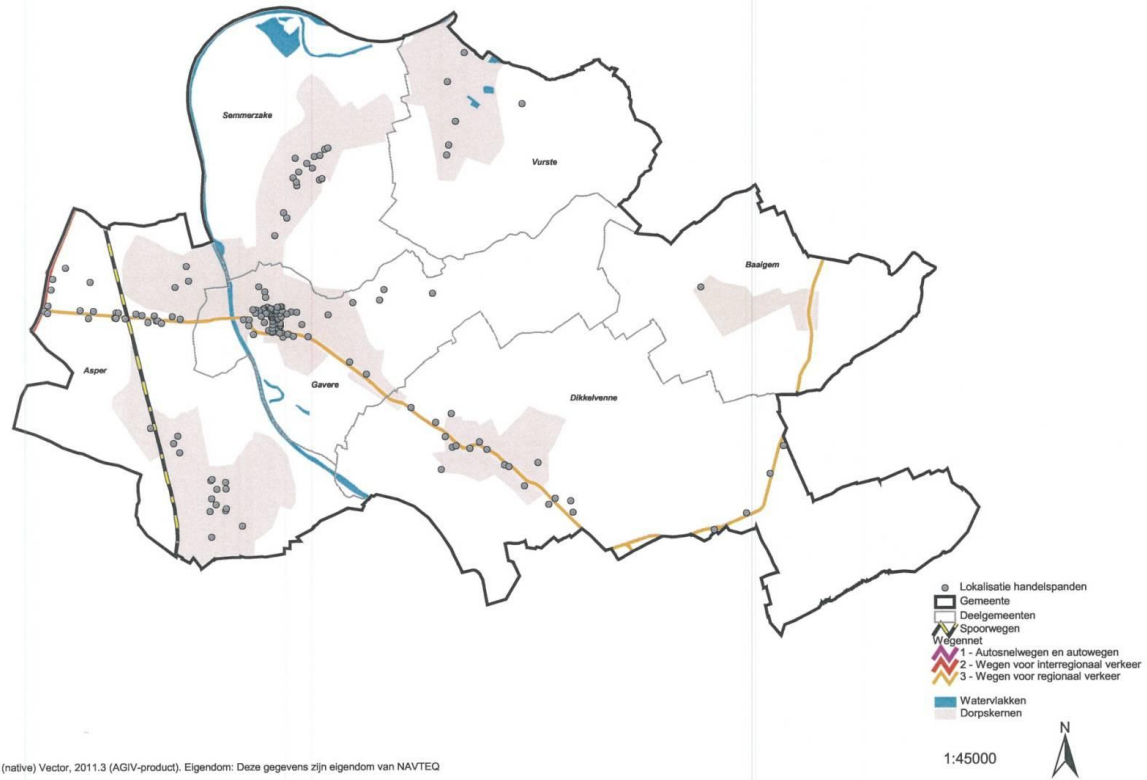 Semmerzake
Vurste
Baaigem
Asper
Gavere
Dikkelvenne
Lokalisatie handelspanden
Gemeente
Deelgemeenten
Spoorwegen
Wegennet
1 - Autosnelwegen en autowegen
2 - Wegen voor interregionaal verkeer
3 - Wegen voor regionaal verkeer
Watervlakken
Dorpskernen
N
1:45000
(native) Vector, 2011.3 (AGIV-product). Eigendom: Deze gegevens zijn eigendom van NAVTEQ